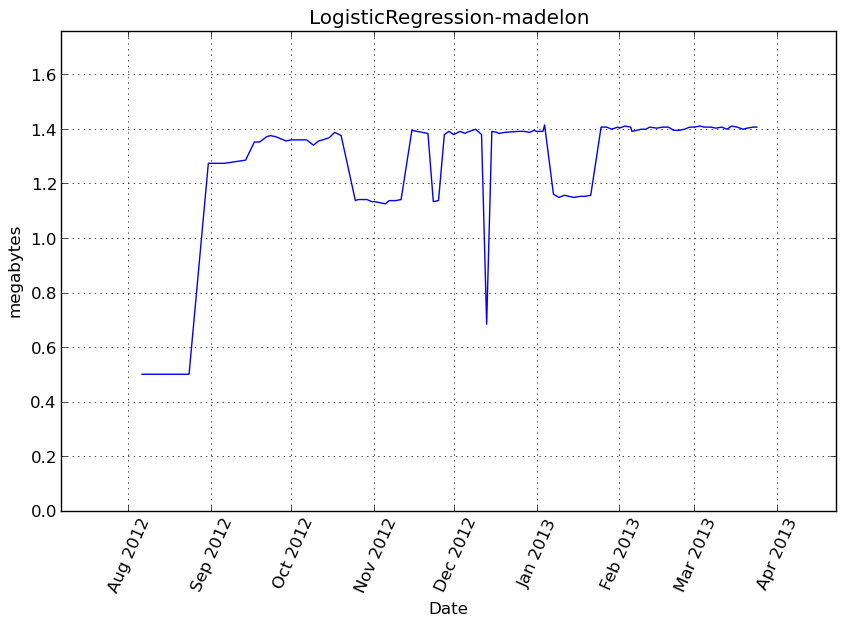 LogisticRegression-madelon
megabytes
1.6
1.4
1.2
1.0
0.8
0.6
0.4
0.2
0.0
Aug 2012
Sep 2012
Oct 2012
Nov 2012
Dec 2012
Jan 2013
Feb 2013
Mar 2013
Apr 2013
Date